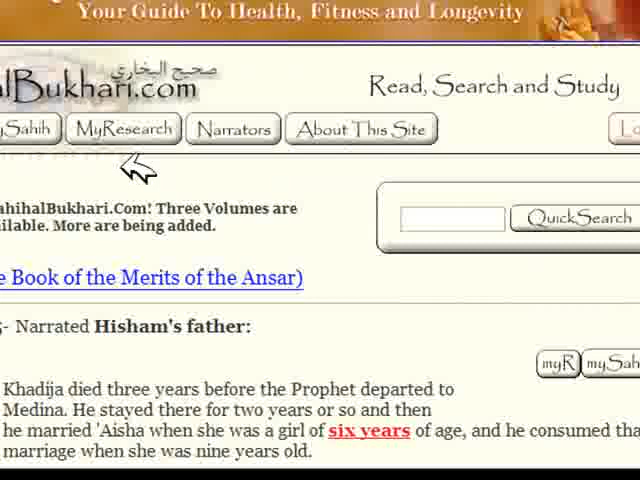 Your Guide To Health, Fitness and Longevity
صحيح البخاري
alBukhari.com
Read, Search and Study
ySahih
MyResearch
Narrators
About This Site
Lo
ahihalBukhari.Com! Three Volumes are
ilable. More are being added.
QuickSearch
e Book of the Merits of the Ansar)
5- Narrated Hisham's father:
myR
mySah
Khadija died three years before the Prophet departed to
Medina. He stayed there for two years or so and then
he married 'Aisha when she was a girl of six years of age, and he consumed tha
marriage when she was nine years old.